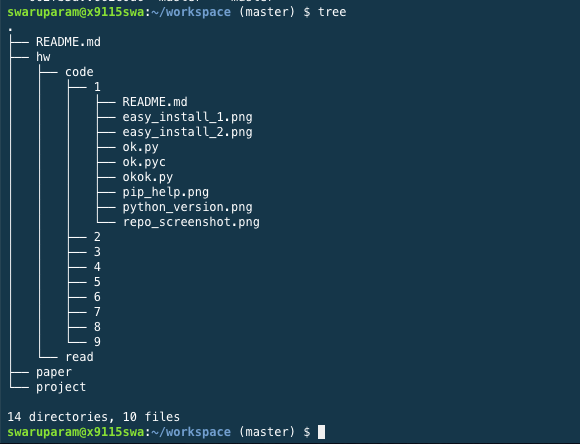 swaruparam@x9115swa:~/workspace (master) $ tree
.
├── README.md
├── hw
│   ├── code
│   │   ├── 1
│   │   │   ├── README.md
│   │   │   ├── easy_install_1.png
│   │   │   ├── easy_install_2.png
│   │   │   ├── ok.py
│   │   │   ├── ok.pyc
│   │   │   ├── okok.py
│   │   │   ├── pip_help.png
│   │   │   ├── python_version.png
│   │   │   └── repo_screenshot.png
│   │   ├── 2
│   │   ├── 3
│   │   ├── 4
│   │   ├── 5
│   │   ├── 6
│   │   ├── 7
│   │   ├── 8
│   │   └── 9
│   └── read
├── paper
└── project
14 directories, 10 files
swaruparam@x9115swa:~/workspace (master) $